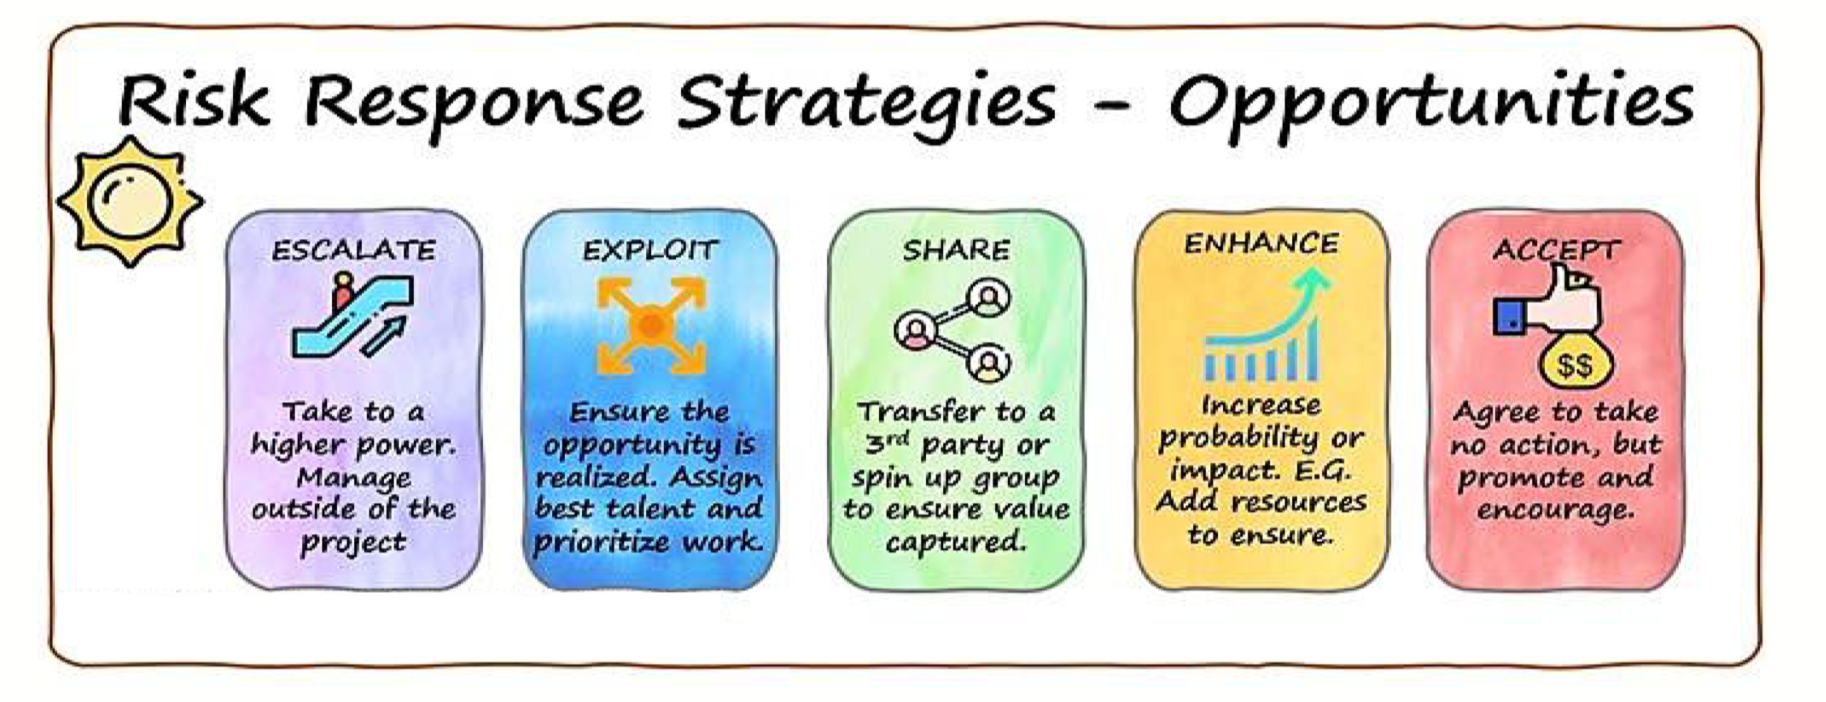 Risk Response Strategies - Opportunities
ESCALATE
Take to a
higher power.
Manage
outside of the
project
EXPLOIT
Ensure the
opportunity is
realized. Assign
best talent and
prioritize work.
SHARE
Transfer to a
3rd party or
spin up group
to ensure value
captured.
ENHANCE
Increase
probability or
impact. E.G.
Add resources
to ensure.
ACCEPT
$$
Agree to take
no action, but
promote and
encourage.